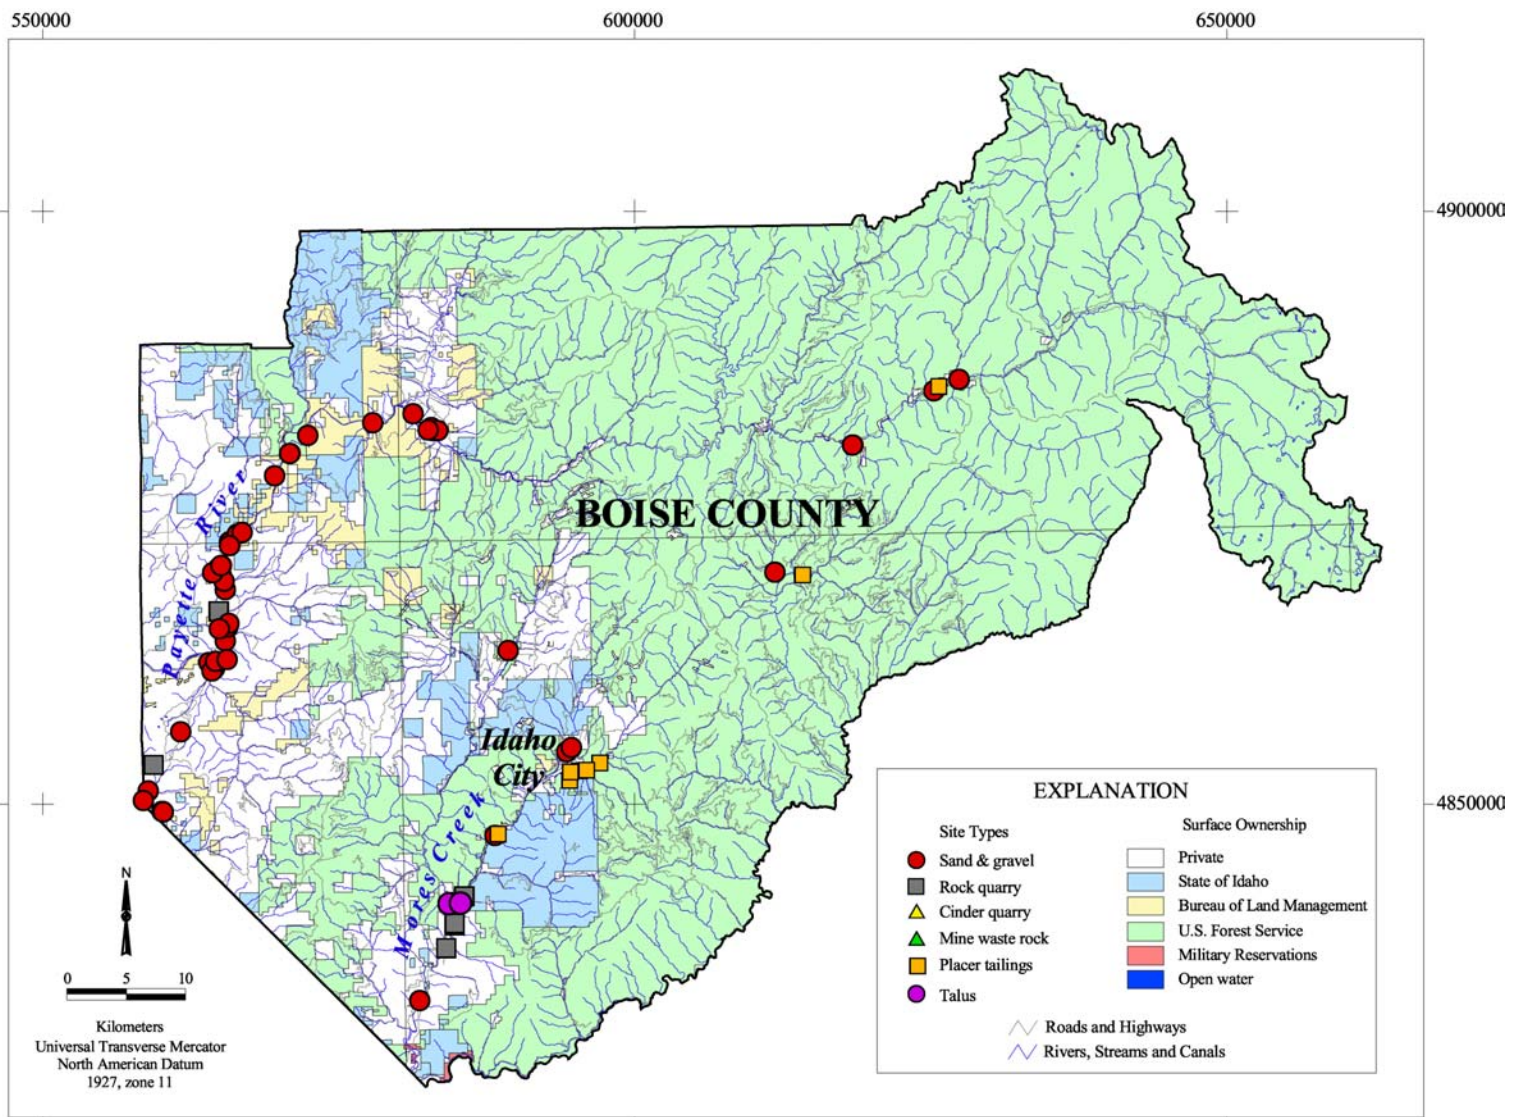 550000
600000
650000
4900000
River
BOISE COUNTY
Payette
Idaho
City
4850000
Mores Creek
EXPLANATION
Site Types
Sand & gravel
Rock quarry
Cinder quarry
Mine waste rock
Placer tailings
Talus
Surface Ownership
Private
State of Idaho
Bureau of Land Management
U.S. Forest Service
Military Reservations
Open water
Roads and Highways
Rivers, Streams and Canals
N
0 5 10
Kilometers
Universal Transverse Mercator
North American Datum
1927, zone 11